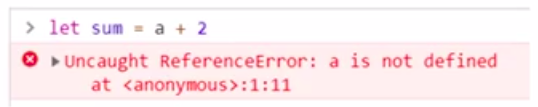 > let sum = a + 2
Uncaught ReferenceError: a is not defined
at <anonymous>:1:11